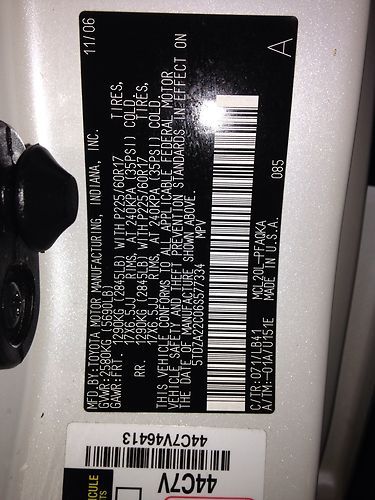 MFD.BY:TOYOTA MOTOR MANUFACTURING, INDIANA, INC. 11/06
GVWR:2580KG (5690LB)
GAWR:FRT. 1290KG (2845LB) WITH P225/60R17 TIRES,
17X6.5JJ RIMS, AT 240KPA (35PSI) COLD.
RR. 1290KG (2845LB) WITH P225/60R17 TIRES,
17X6.5JJ RIMS, AT 240KPA (35PSI) COLD.
THIS VEHICLE CONFORMS TO ALL APPLICABLE FEDERAL MOTOR
VEHICLE SAFETY AND THEFT PREVENTION STANDARDS IN EFFECT ON
THE DATE OF MANUFACTURE SHOWN ABOVE.
5TDZA22C06S577334 MPV
C/TR:077/LB41 MCL20L-PFAQKA 085
A/TM:-01A/U151E MADE IN U.S.A. A
44C7V46413
44C7V